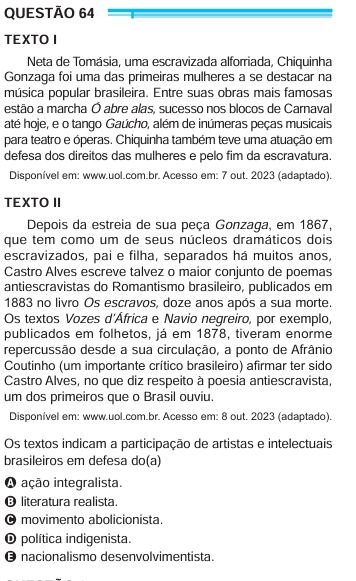 QUESTÃO 64
TEXTO I
Neta de Tomásia, uma escravizada alforriada, Chiquinha
Gonzaga foi uma das primeiras mulheres a se destacar na
música popular brasileira. Entre suas obras mais famosas
estão a marcha Ó abre alas, sucesso nos blocos de Carnaval
até hoje, e o tango Gaúcho, além de inúmeras peças musicais
para teatro e óperas. Chiquinha também teve uma atuação em
defesa dos direitos das mulheres e pelo fim da escravatura.
Disponível em: www.uol.com.br. Acesso em: 7 out. 2023 (adaptado).
TEXTO II
Depois da estreia de sua peça Gonzaga, em 1867,
que tem como um de seus núcleos dramáticos dois
escravizados, pai e filha, separados há muitos anos,
Castro Alves escreve talvez o maior conjunto de poemas
antiescravistas do Romantismo brasileiro, publicados em
1883 no livro Os escravos, doze anos após a sua morte.
Os textos Vozes d'África e Navio negreiro, por exemplo,
publicados em folhetos, já em 1878, tiveram enorme
repercussão desde a sua circulação, a ponto de Afrânio
Coutinho (um importante crítico brasileiro) afirmar ter sido
Castro Alves, no que diz respeito à poesia antiescravista,
um dos primeiros que o Brasil ouviu.
Disponível em: www.uol.com.br. Acesso em: 8 out. 2023 (adaptado).
Os textos indicam a participação de artistas e intelectuais
brasileiros em defesa do(a)
A ação integralista.
B literatura realista.
C movimento abolicionista.
D política indigenista.
E nacionalismo desenvolvimentista.